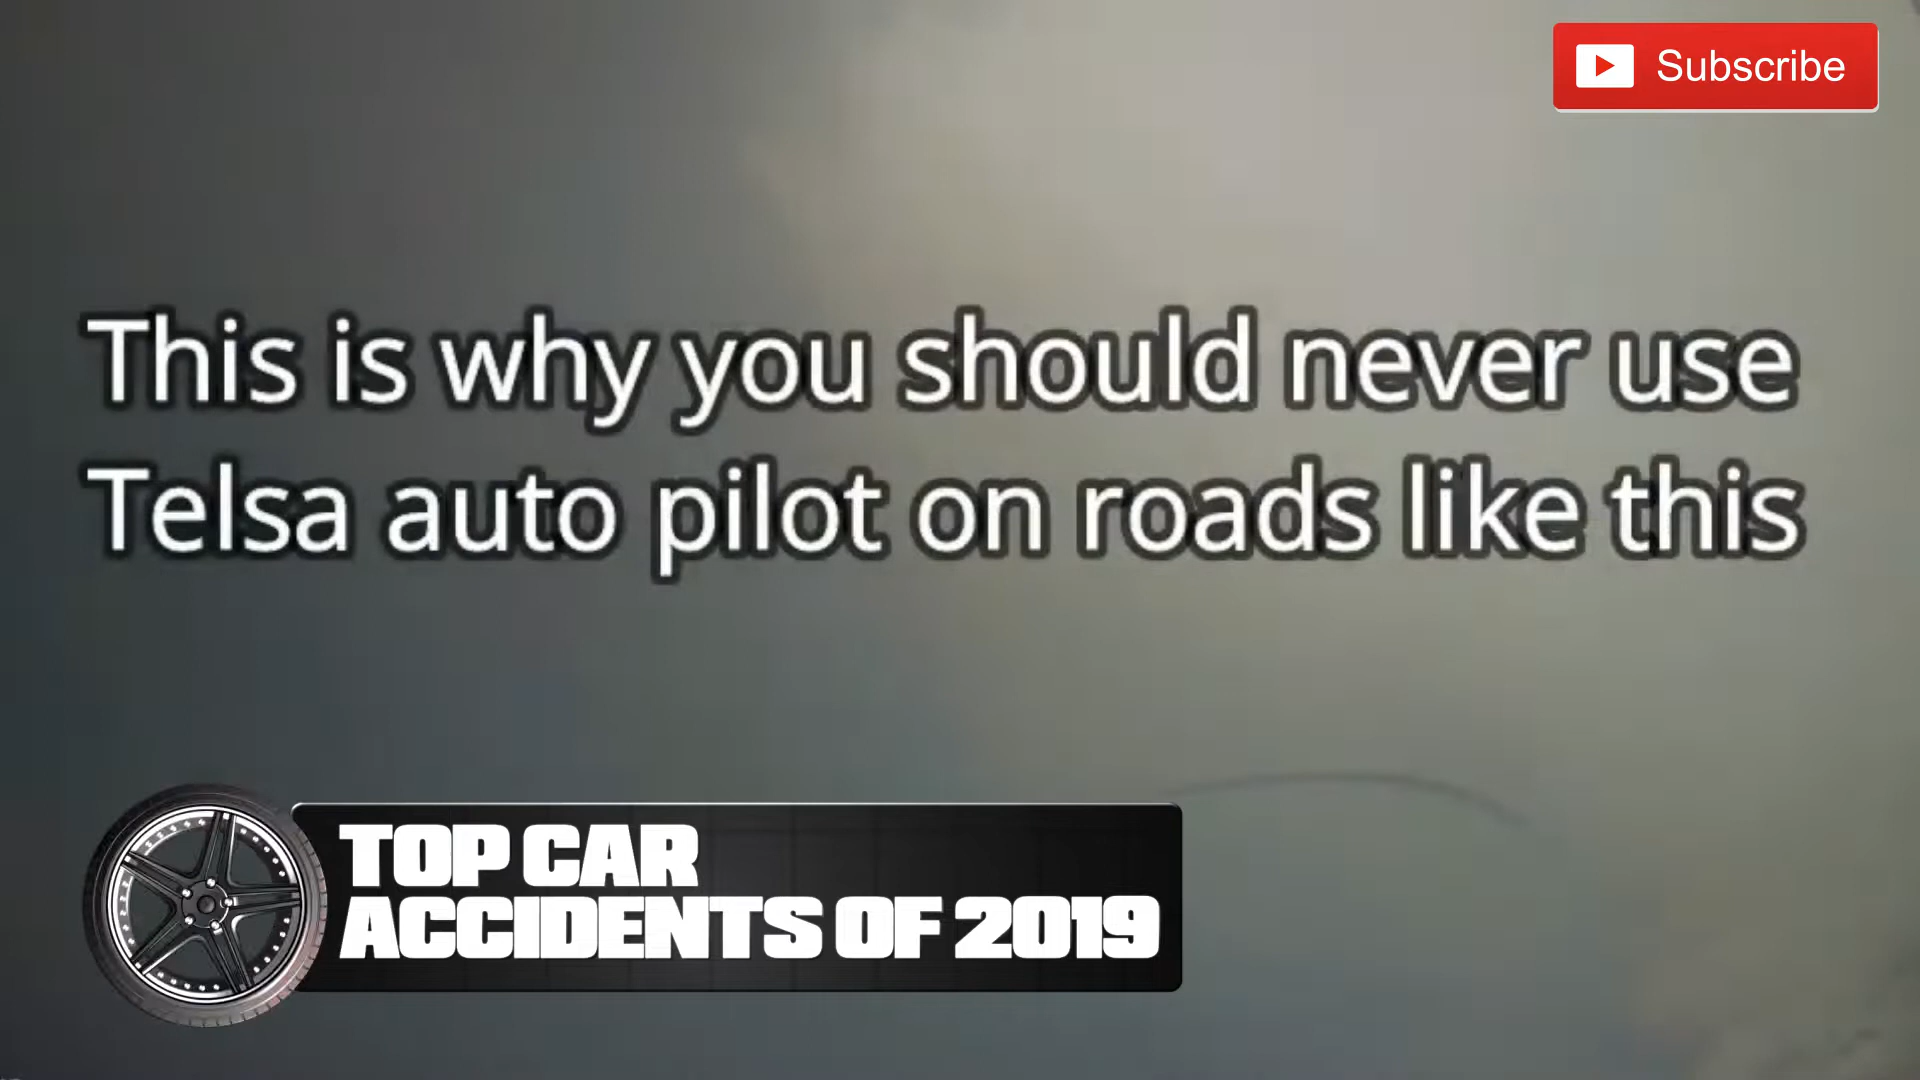 Subscribe
This is why you should never use
Telsa auto pilot on roads like this
TOP CAR
ACCIDENTS OF 2019